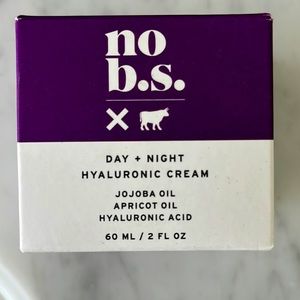 no
b.s.
DAY + NIGHT
HYALURONIC CREAM
JOJOBA OIL
APRICOT OIL
HYALURONIC ACID
60 ML / 2 FL OZ